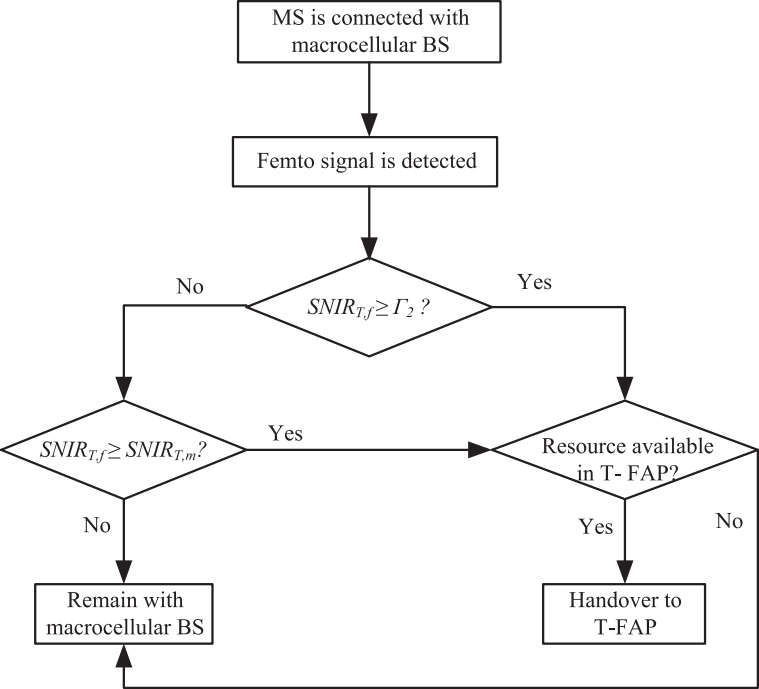 MS is connected with
macrocellular BS
Femto signal is detected
No
Yes
SNIR_{T,f} ≥ Γ_2 ?
SNIR_{T,f} ≥ SNIR_{T,m}?
Yes
Resource available
in T- FAP?
No
Yes
No
Remain with
macrocellular BS
Handover to
T-FAP